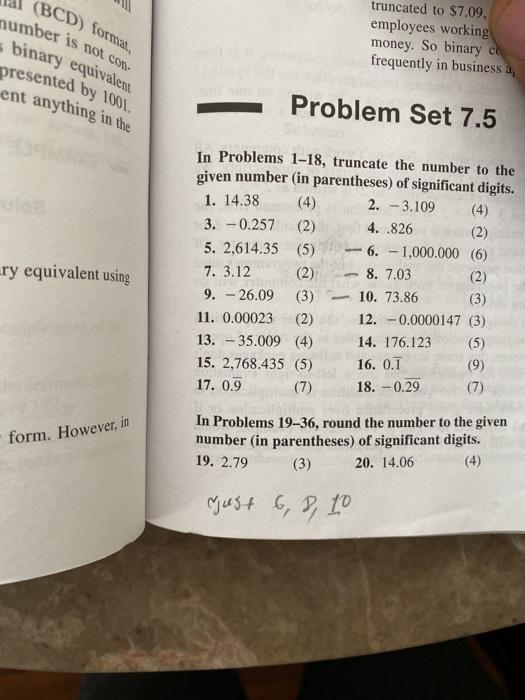 (BCD) format,
number is not con-
binary equivalent
presented by 1001.
ent anything in the
ry equivalent using
form. However, in
truncated to $7.09.
employees working
money. So binary
frequently in business
Problem Set 7.5
In Problems 1–18, truncate the number to the
given number (in parentheses) of significant digits.
1. 14.38 (4) 2. −3.109 (4)
3. −0.257 (2) 4. .826 (2)
5. 2,614.35 (5) 6. −1,000.000 (6)
7. 3.12 (2) 8. 7.03 (2)
9. −26.09 (3) 10. 73.86 (3)
11. 0.00023 (2) 12. −0.0000147 (3)
13. −35.009 (4) 14. 176.123 (5)
15. 2,768.435 (5) 16. 0.1̅ (9)
17. 0.9̅ (7) 18. −0.2̅9̅ (7)
In Problems 19–36, round the number to the given
number (in parentheses) of significant digits.
19. 2.79 (3) 20. 14.06 (4)
Just 6, 8, 10